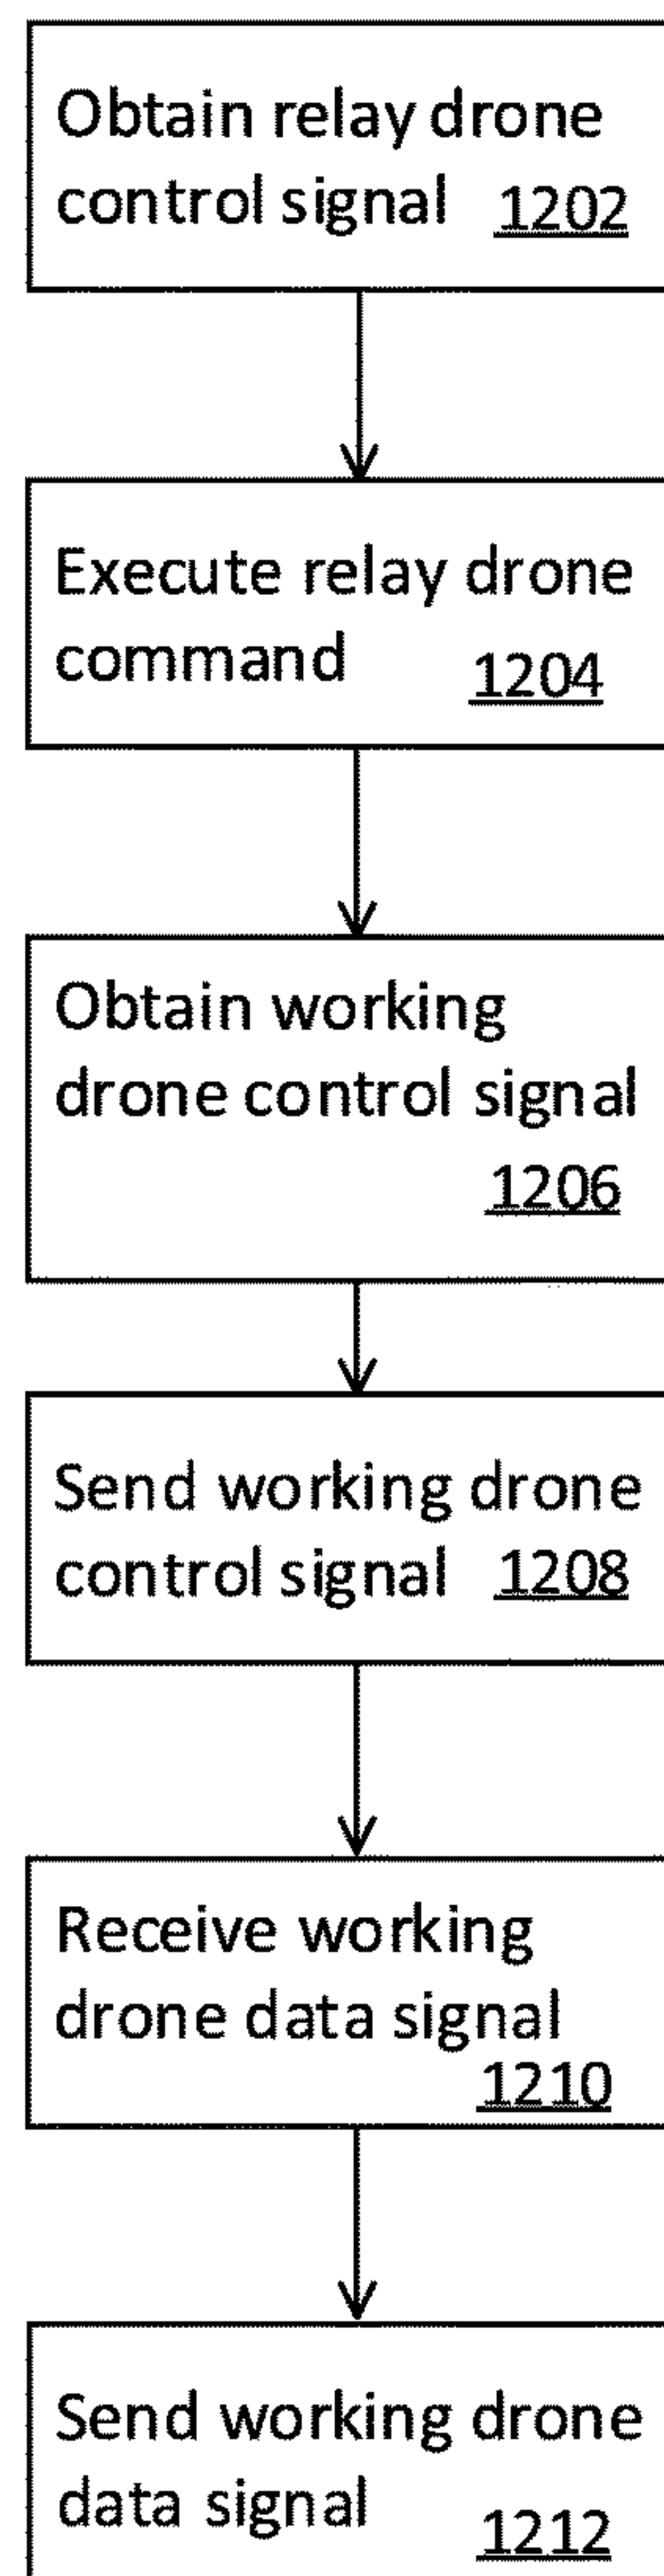 Obtain relay drone
control signal 1202
Execute relay drone
command 1204
Obtain working
drone control signal
1206
Send working drone
control signal 1208
Receive working
drone data signal
1210
Send working drone
data signal 1212